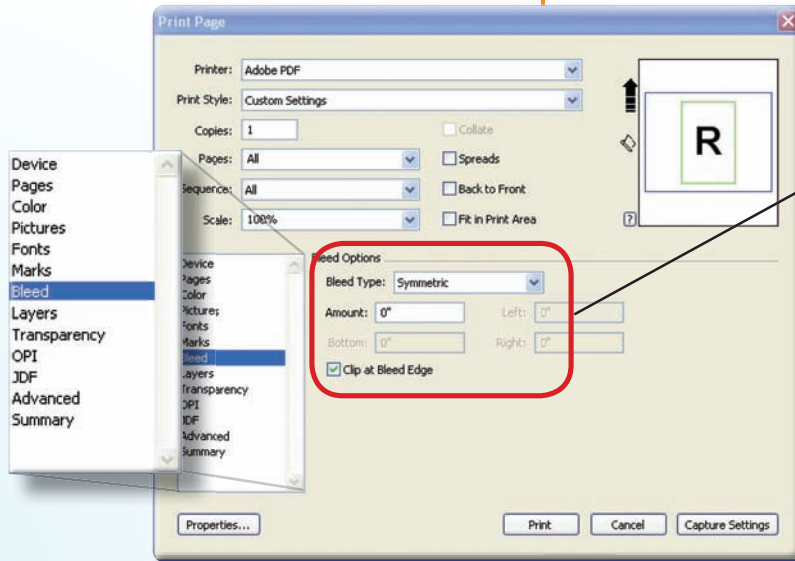 Print Page
Printer: Adobe PDF
Print Style: Custom Settings
Copies: 1 Collate
Pages: All Spreads
Sequence: All Back to Front
Scale: 100% Fit in Print Area
R
?
Device
Pages
Color
Pictures
Fonts
Marks
Bleed
Layers
Transparency
OPI
JDF
Advanced
Summary
Device
Pages
Color
Pictures
Fonts
Marks
Bleed
Layers
Transparency
OPI
JDF
Advanced
Summary
Bleed Options
Bleed Type: Symmetric
Amount: 0" Left: 0"
Bottom: 0" Right: 0"
Clip at Bleed Edge
Properties... Print Cancel Capture Settings